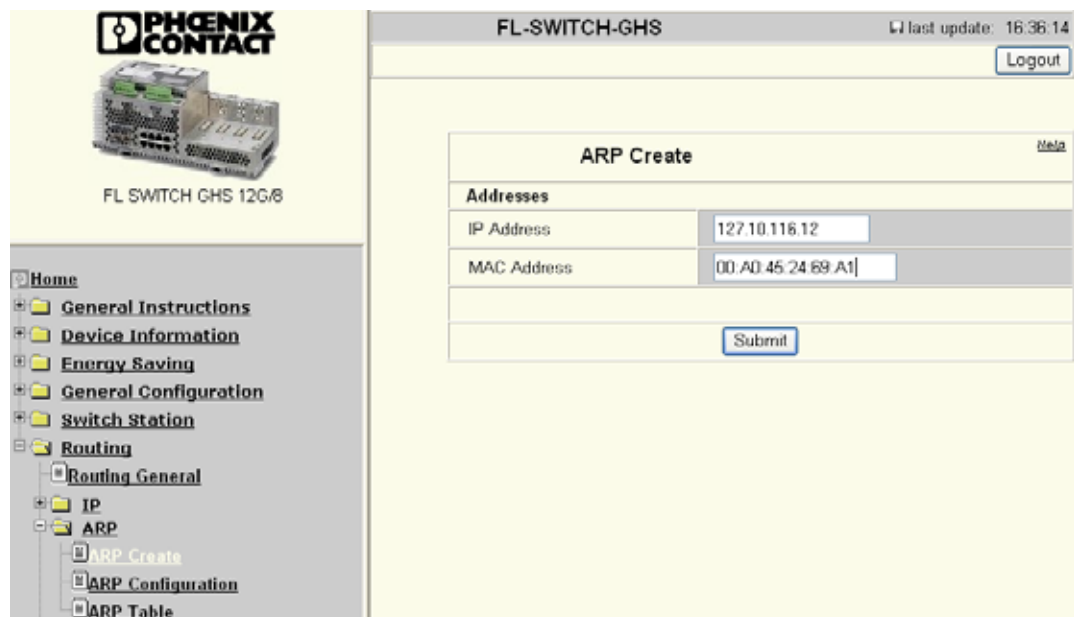 PHŒNIX
CONTACT
FL SWITCH GHS 12G/8
FL-SWITCH-GHS
last update: 16:36:14
Logout
Home
General Instructions
Device Information
Energy Saving
General Configuration
Switch Station
Routing
Routing General
IP
ARP
ARP Create
ARP Configuration
ARP Table
ARP Create
Help
Addresses
IP Address
127.10.116.12
MAC Address
00:A0:45:24:69:A1
Submit